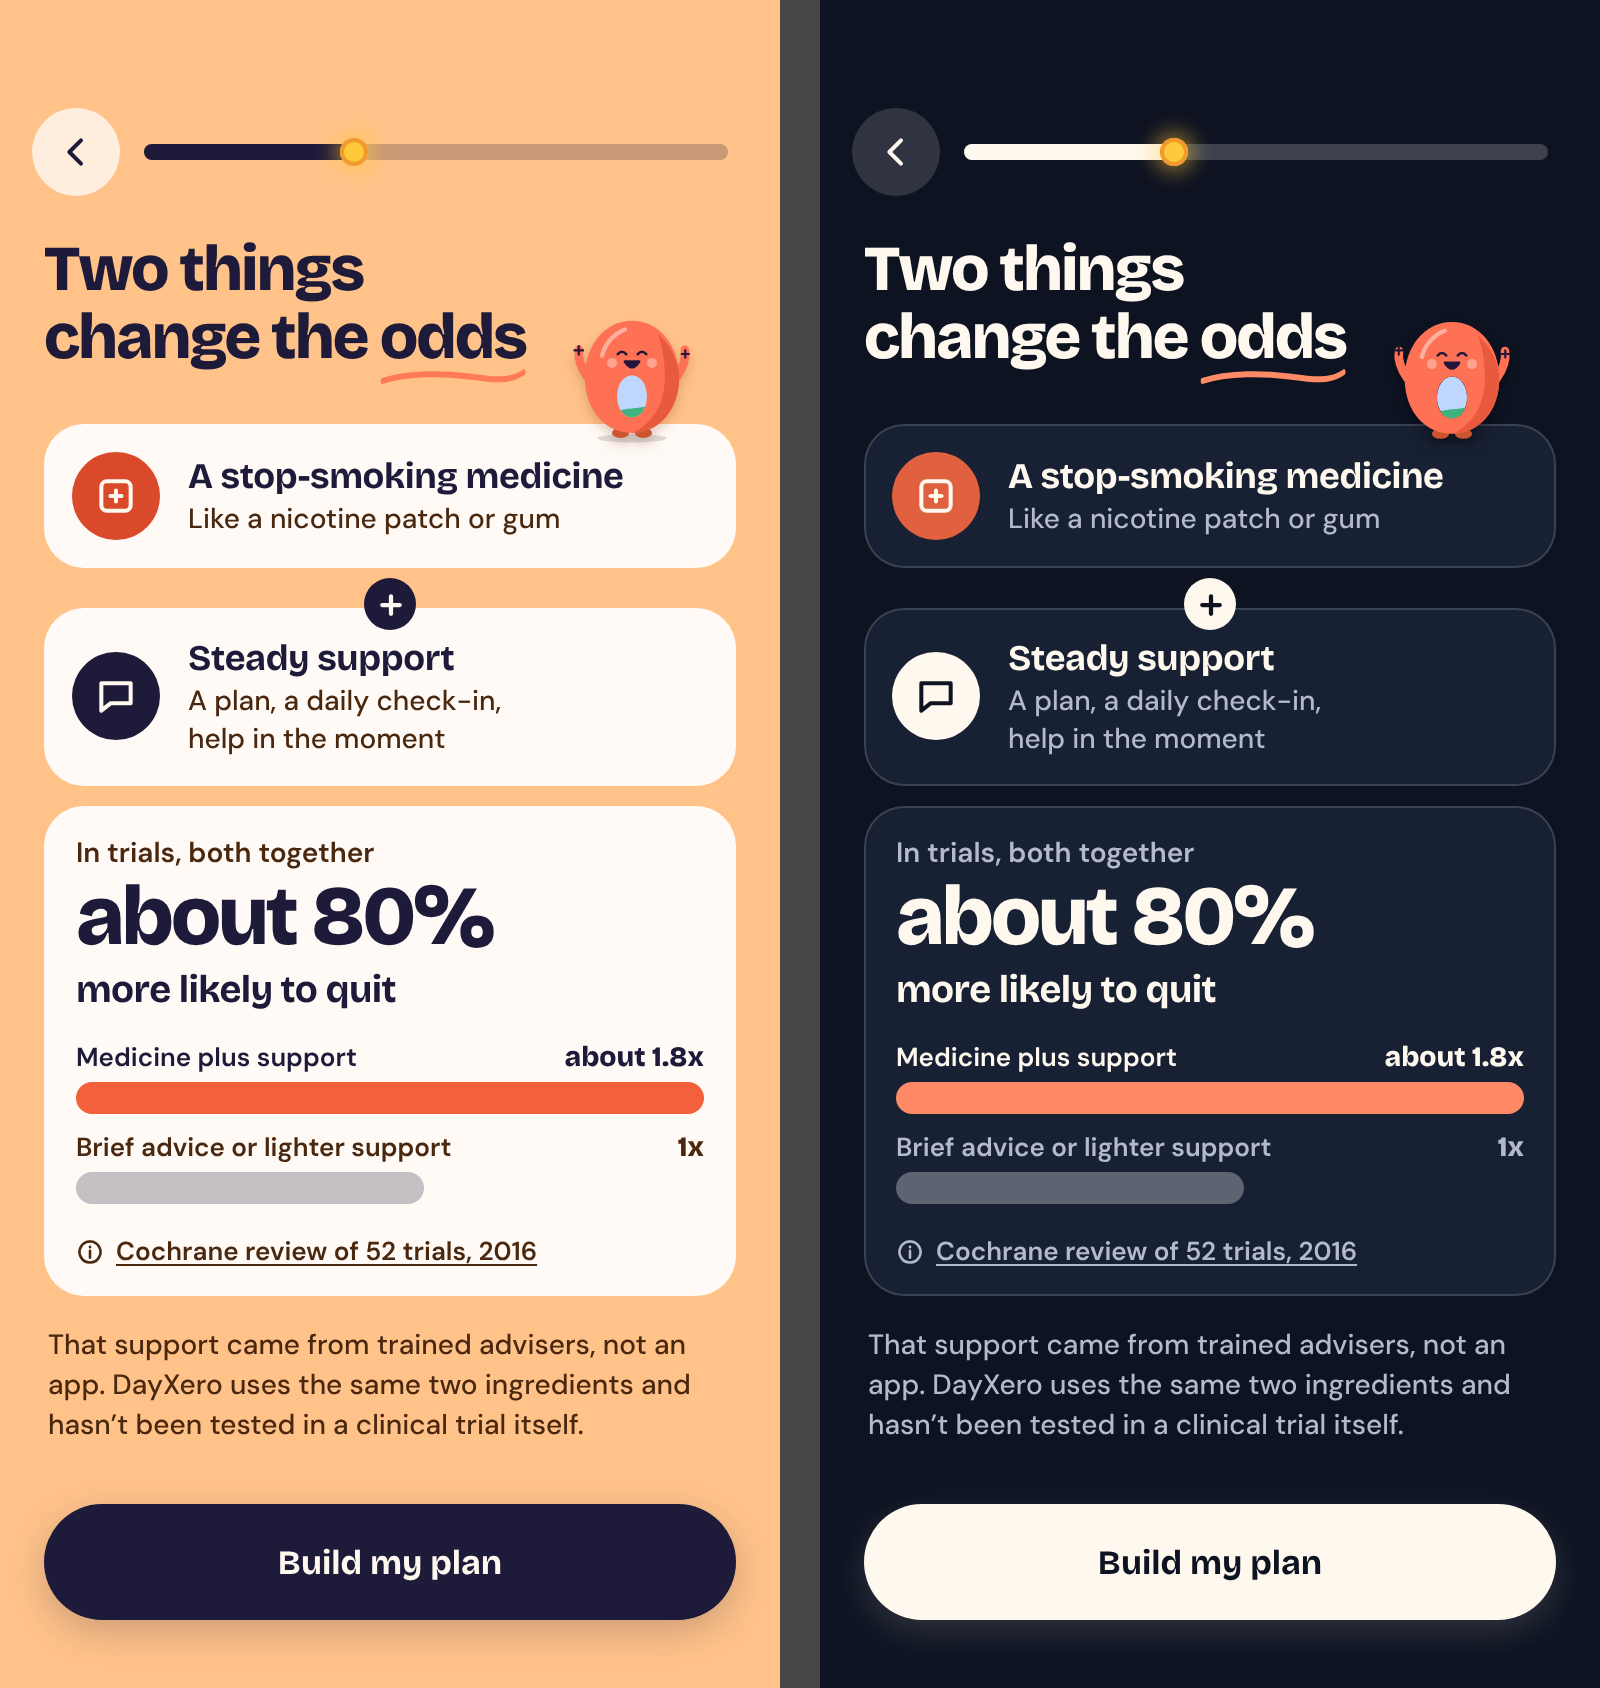 Two things
change the odds
A stop-smoking medicine
Like a nicotine patch or gum
Steady support
A plan, a daily check-in,
help in the moment
In trials, both together
about 80%
more likely to quit
Medicine plus support about 1.8x
Brief advice or lighter support 1x
Cochrane review of 52 trials, 2016
That support came from trained advisers, not an
app. DayXero uses the same two ingredients and
hasn’t been tested in a clinical trial itself.
Build my plan
Two things
change the odds
A stop-smoking medicine
Like a nicotine patch or gum
Steady support
A plan, a daily check-in,
help in the moment
In trials, both together
about 80%
more likely to quit
Medicine plus support about 1.8x
Brief advice or lighter support 1x
Cochrane review of 52 trials, 2016
That support came from trained advisers, not an
app. DayXero uses the same two ingredients and
hasn’t been tested in a clinical trial itself.
Build my plan